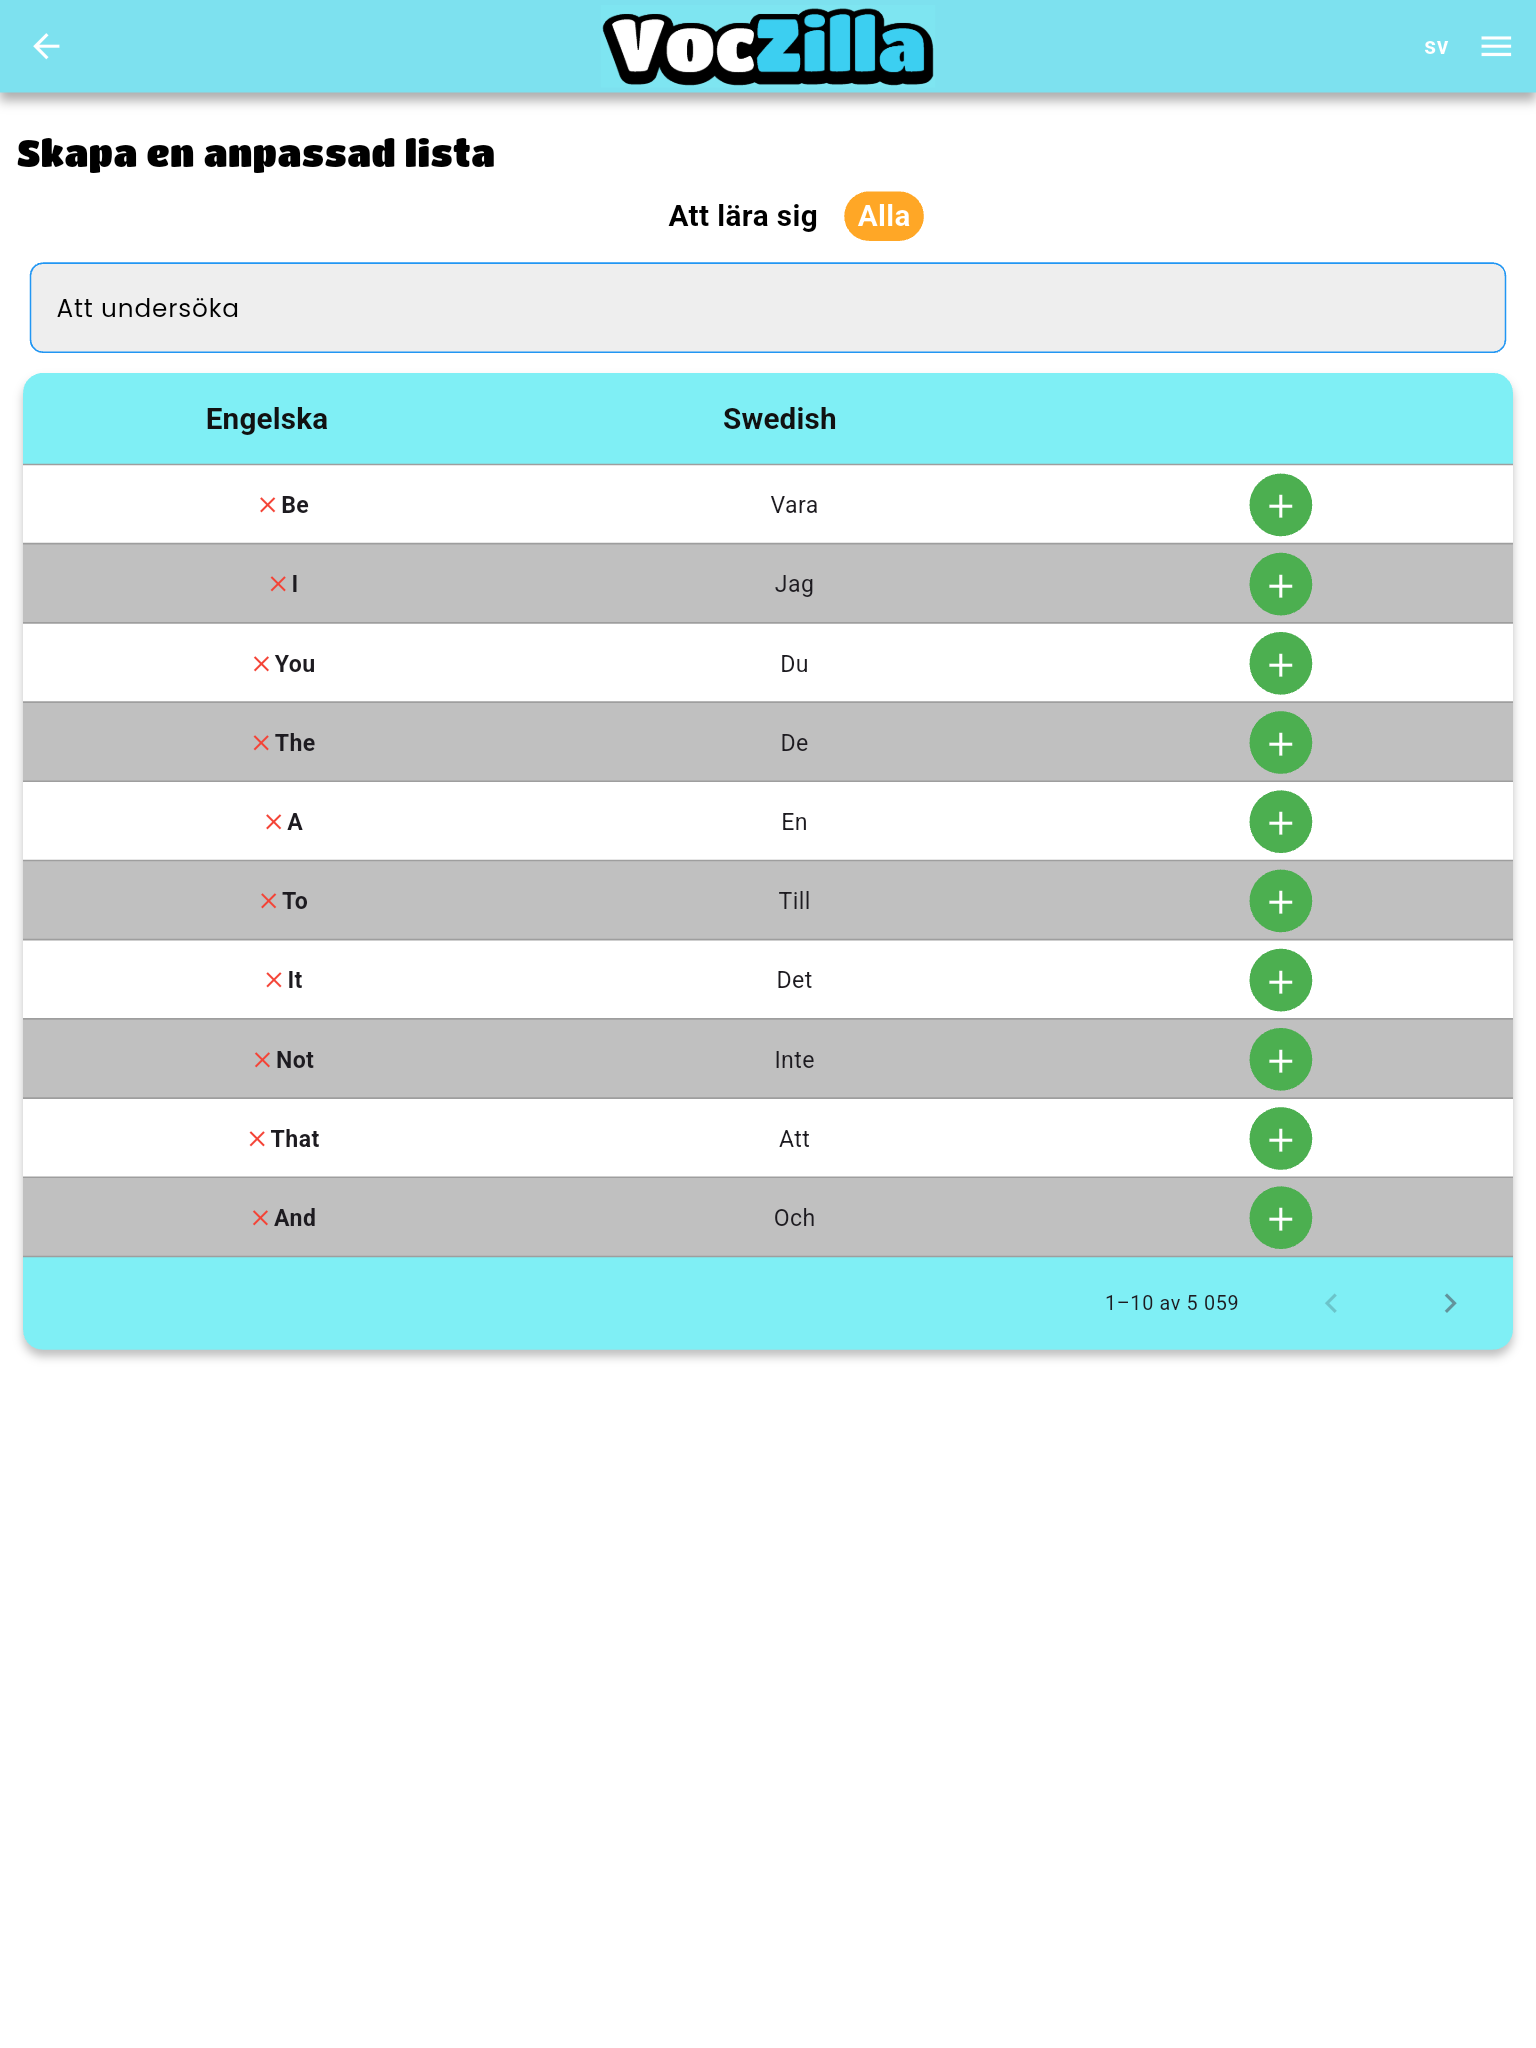 VocZilla
sv
Skapa en anpassad lista
Att lära sig Alla
Att undersöka
Engelska Swedish
Be Vara
I Jag
You Du
The De
A En
To Till
It Det
Not Inte
That Att
And Och
1–10 av 5 059